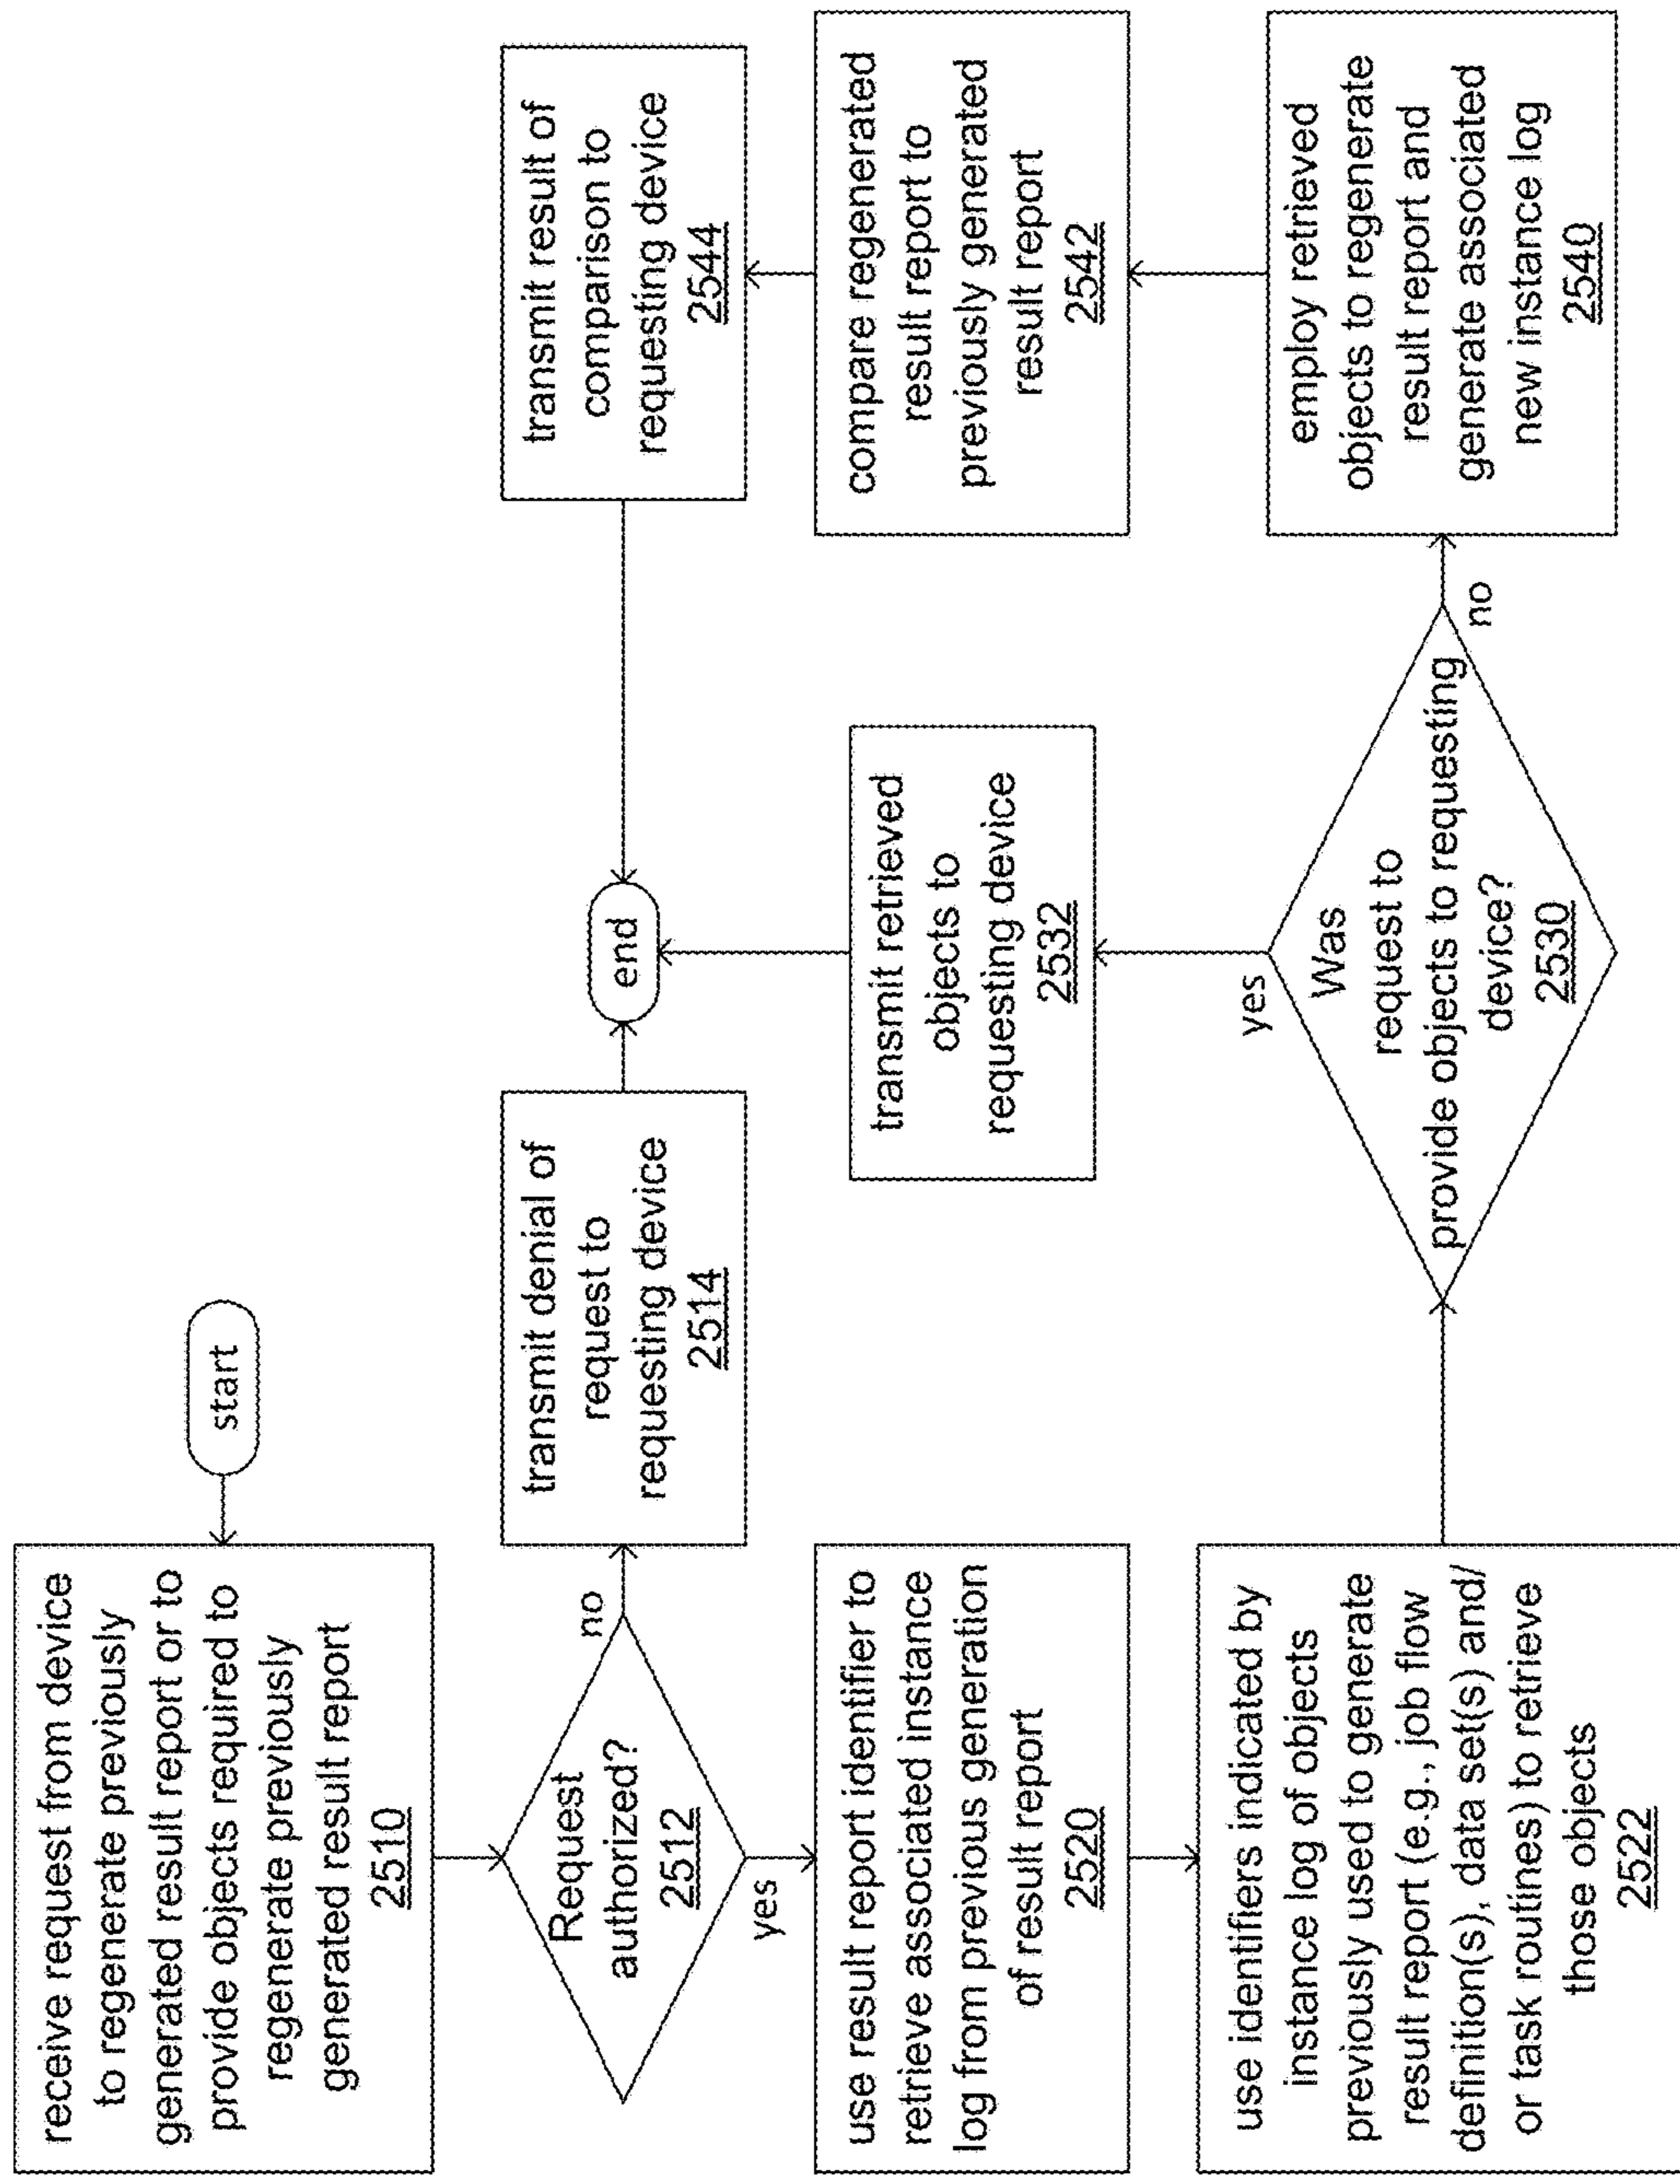 start
receive request from device
to regenerate previously
generated result report or to
provide objects required to
regenerate previously
generated result report
2510
Request
authorized?
2512
no
yes
transmit denial of
request to
requesting device
2514
use result report identifier to
retrieve associated instance
log from previous generation
of result report
2520
use identifiers indicated by
instance log of objects
previously used to generate
result report (e.g., job flow
definition(s), data set(s) and/
or task routines) to retrieve
those objects
2522
Was
request to
provide objects to requesting
device?
2530
yes
no
transmit retrieved
objects to
requesting device
2532
end
employ retrieved
objects to regenerate
result report and
generate associated
new instance log
2540
compare regenerated
result report to
previously generated
result report
2542
transmit result of
comparison to
requesting device
2544